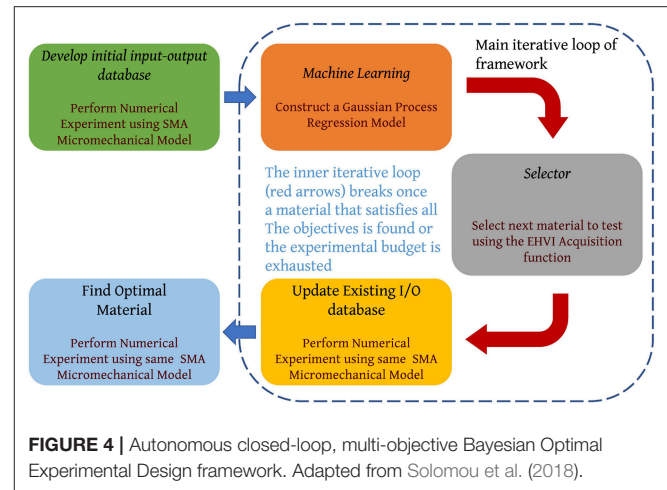 Develop initial input-output
database
Perform Numerical
Experiment using SMA
Micromechanical Model
Machine Learning
Construct a Gaussian Process
Regression Model
Main iterative loop of
framework
Selector
Select next material to test
using the EHVI Acquisition
function
The inner iterative loop
(red arrows) breaks once
a material that satisfies all
The objectives is found or
the experimental budget is
exhausted
Find Optimal
Material
Perform Numerical
Experiment using same SMA
Micromechanical Model
Update Existing I/O
database
Perform Numerical
Experiment using same SMA
Micromechanical Model
FIGURE 4 | Autonomous closed-loop, multi-objective Bayesian Optimal
Experimental Design framework. Adapted from Solomou et al. (2018).